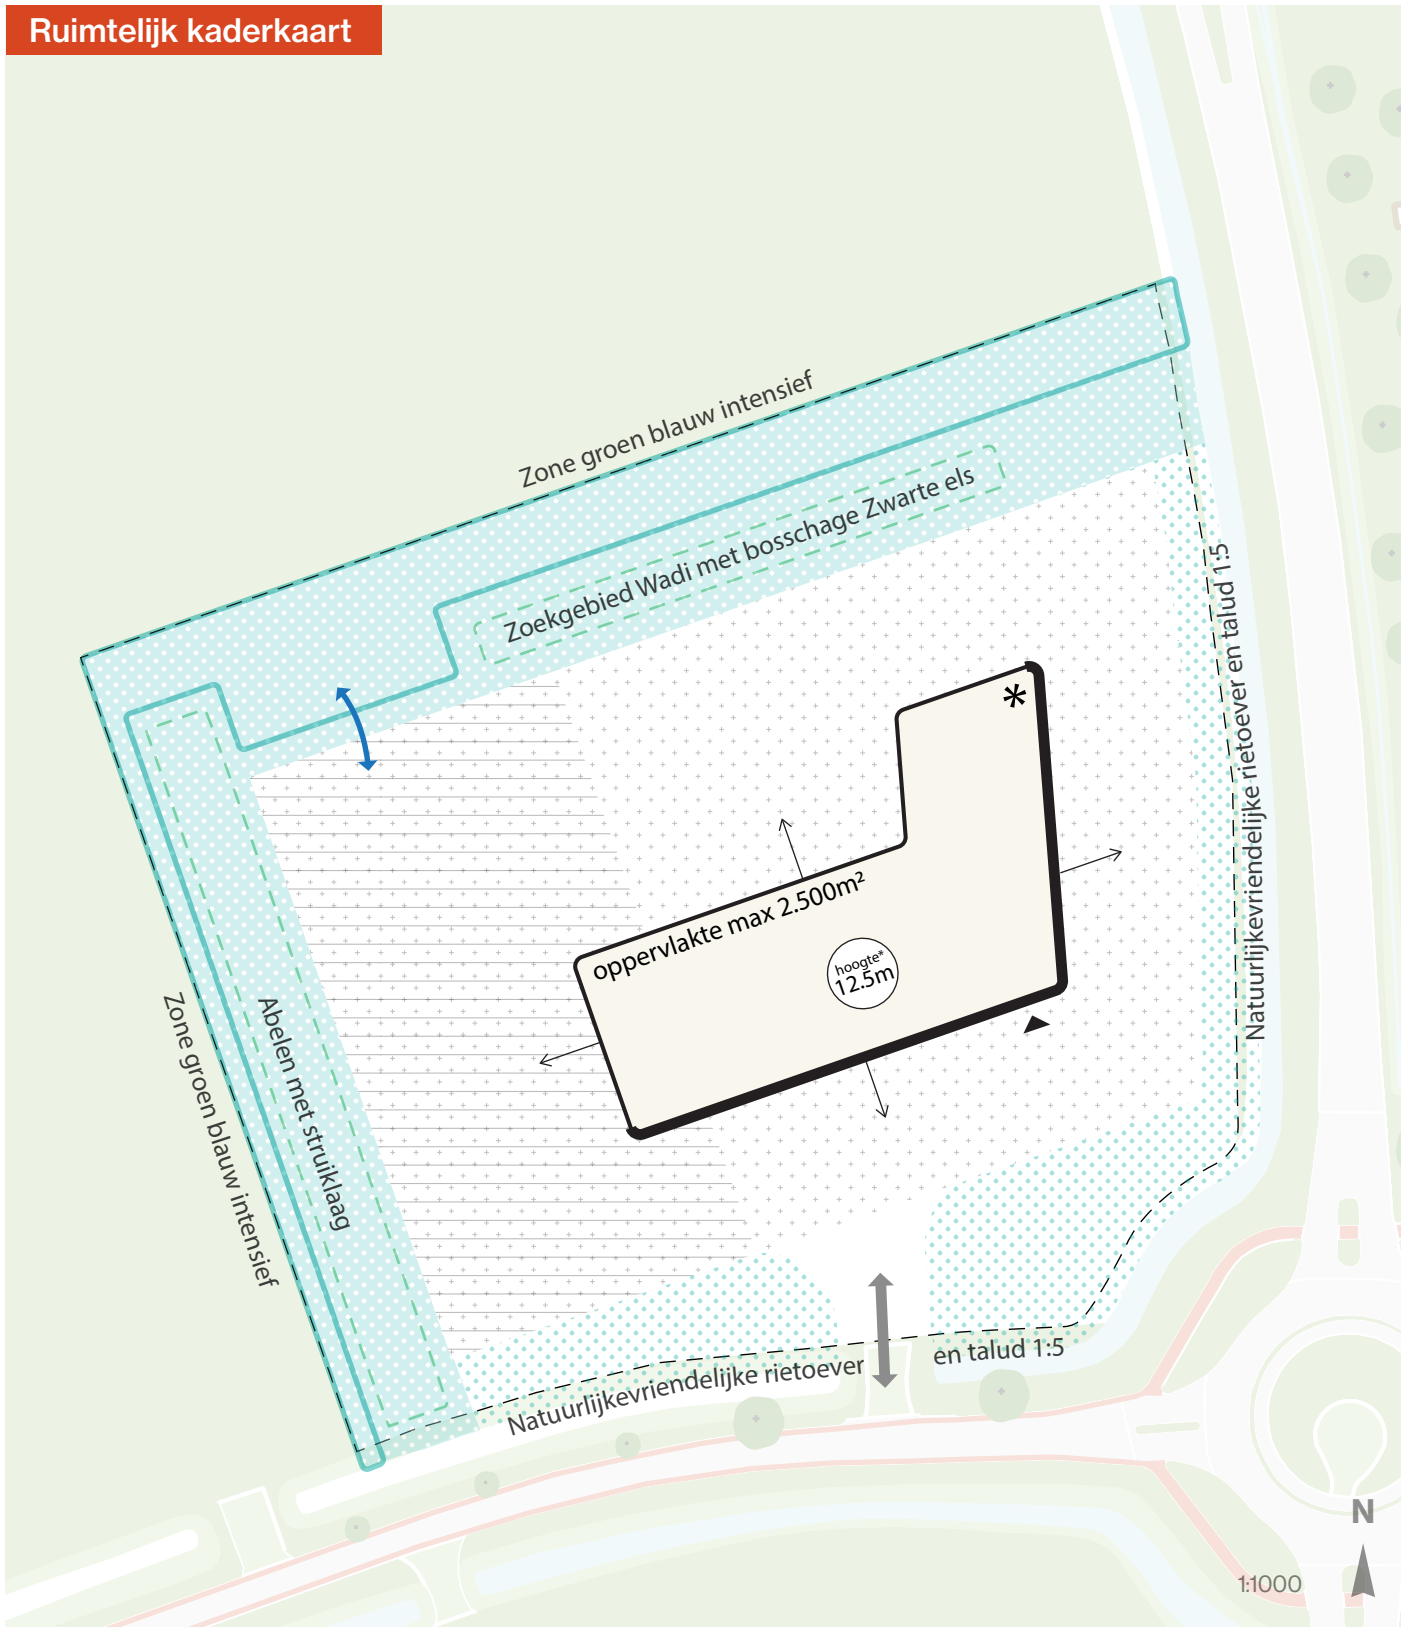 Ruimtelijk kaderkaart
Zone groen blauw intensief
Zoekgebied Wadi met bosschage Zwarte els
Natuurlijkevriendelijke rietoever en talud 1:5
*
oppervlakte max 2.500m²
hoogte*
12.5m
Zone groen blauw intensief
Abelen met struiklaag
Natuurlijkevriendelijke rietoever
en talud 1:5
N
1:1000